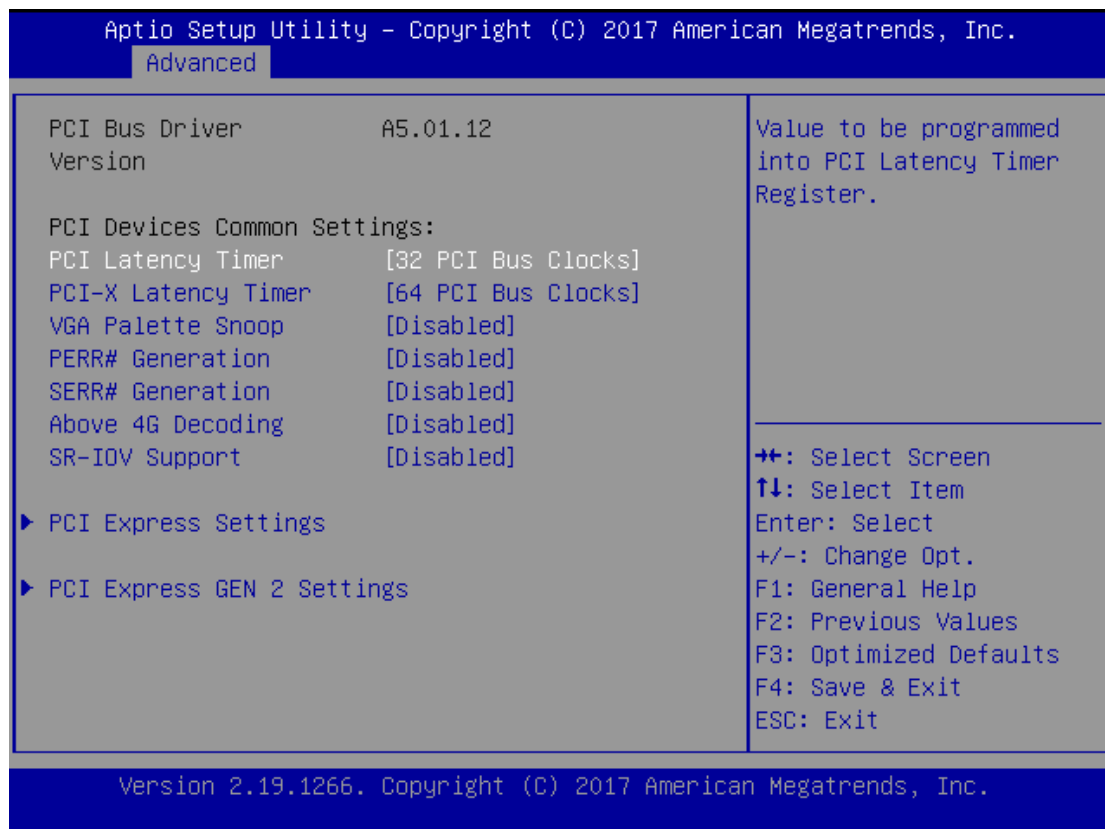 Aptio Setup Utility – Copyright (C) 2017 American Megatrends, Inc.
Advanced
PCI Bus Driver A5.01.12
Version
PCI Devices Common Settings:
PCI Latency Timer [32 PCI Bus Clocks]
PCI-X Latency Timer [64 PCI Bus Clocks]
VGA Palette Snoop [Disabled]
PERR# Generation [Disabled]
SERR# Generation [Disabled]
Above 4G Decoding [Disabled]
SR-IOV Support [Disabled]
▶ PCI Express Settings
▶ PCI Express GEN 2 Settings
Value to be programmed
into PCI Latency Timer
Register.
→←: Select Screen
↑↓: Select Item
Enter: Select
+/-: Change Opt.
F1: General Help
F2: Previous Values
F3: Optimized Defaults
F4: Save & Exit
ESC: Exit
Version 2.19.1266. Copyright (C) 2017 American Megatrends, Inc.